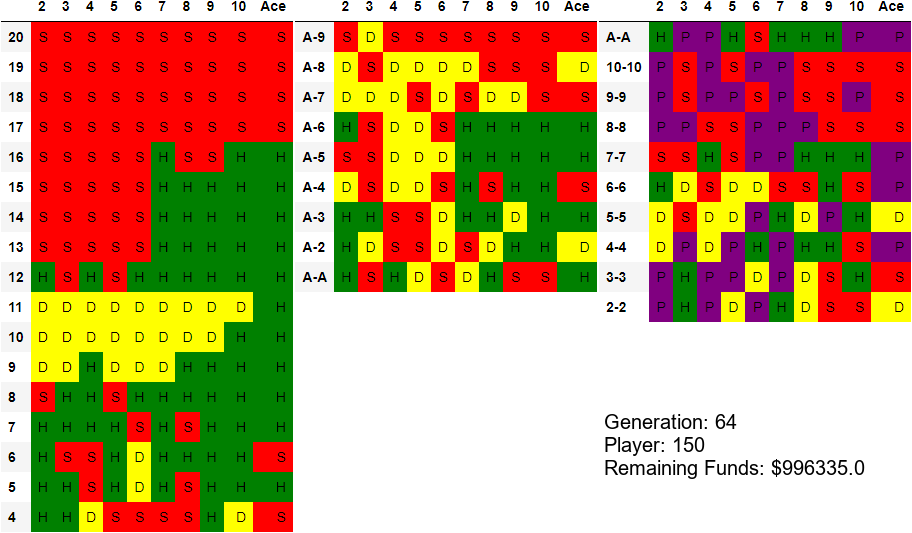 2 3 4 5 6 7 8 9 10 Ace
20 S S S S S S S S S S
19 S S S S S S S S S S
18 S S S S S S S S S S
17 S S S S S S S S S S
16 S S S S S H S S H H
15 S S S S S H H H H H
14 S S S S S H H H H H
13 S S S S S H H H H H
12 H S H S H H H H H H
11 D D D D D D D D D H
10 D D D D D D D D H H
9 D D H D D D H H H H
8 S H H S H H H H H H
7 H H H H S H S H H H
6 H S S H D H H H H S
5 H H S H D H S H H H
4 H H D S S S S H D S
2 3 4 5 6 7 8 9 10 Ace
A-9 S D S S S S S S S S
A-8 D S D D D D S S S D
A-7 D D D S D S D D S S
A-6 H S D D S H H H H H
A-5 S S D D D H H H H H
A-4 D S D D S H S H H S
A-3 H H S S D H H D H H
A-2 H D S S D S D H H D
A-A H S H D S D H S S H
2 3 4 5 6 7 8 9 10 Ace
A-A H P P H S H H H P P
10-10 P S P S P P S S S S
9-9 P S P P S P S S P S
8-8 P P S S P P P S S S
7-7 S S H S P P H H H P
6-6 H D S D D S S H S P
5-5 D S D D P H D P H D
4-4 D P D P H P H H S P
3-3 P H P P D P D S H S
2-2 P H P D P H D S S D
Generation: 64
Player: 150
Remaining Funds: $996335.0